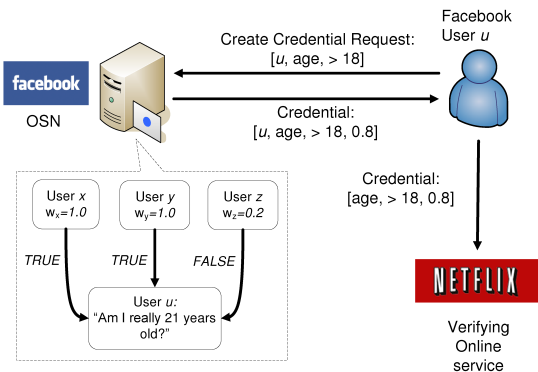 Facebook
User u
Create Credential Request:
[u, age, > 18]
facebook
OSN
Credential:
[u, age, > 18, 0.8]
Credential:
[age, > 18, 0.8]
User x
wx=1.0
User y
wy=1.0
User z
wz=0.2
TRUE
TRUE
FALSE
User u:
“Am I really 21 years
old?”
NETFLIX
Verifying
Online
service